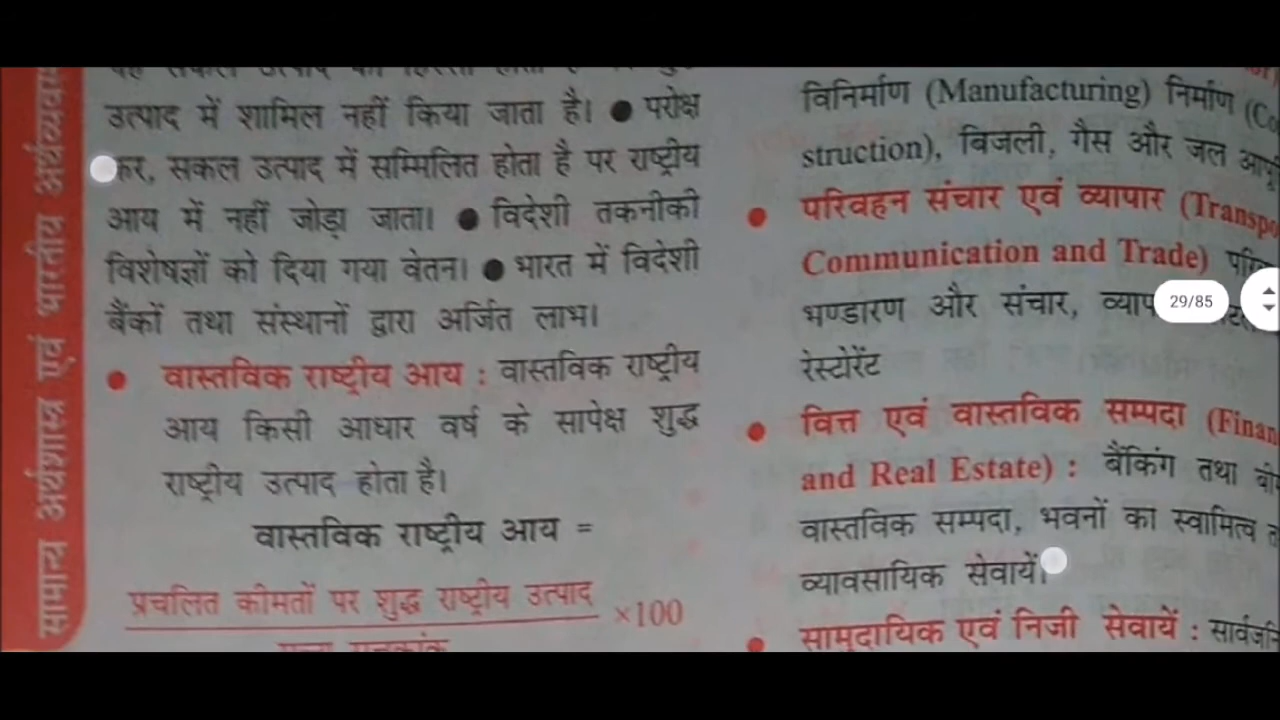 सामान्य अर्थशास्त्र एवं भारतीय
उत्पाद में शामिल नहीं किया जाता है। ● परोक्ष
कर, सकल उत्पाद में सम्मिलित होता है पर राष्ट्रीय
आय में नहीं जोड़ा जाता। ● विदेशी तकनीकी
विशेषज्ञों को दिया गया वेतन। ● भारत में विदेशी
बैंकों तथा संस्थानों द्वारा अर्जित लाभ।
● वास्तविक राष्ट्रीय आय : वास्तविक राष्ट्रीय
आय किसी आधार वर्ष के सापेक्ष शुद्ध
राष्ट्रीय उत्पाद होता है।
वास्तविक राष्ट्रीय आय =
प्रचलित कीमतों पर शुद्ध राष्ट्रीय उत्पाद ×100
विनिर्माण (Manufacturing) निर्माण (Co
struction), बिजली, गैस और जल
● परिवहन संचार एवं व्यापार (Transpo
Communication and Trade)
भण्डारण और संचार,
रेस्टोरेंट
● वित्त एवं वास्तविक सम्पदा (Finan
and Real Estate) : बैंकिंग तथा
वास्तविक सम्पदा, भवनों का स्वामित्व
व्यावसायिक सेवायें।
● सामुदायिक एवं निजी सेवायें :
29/85